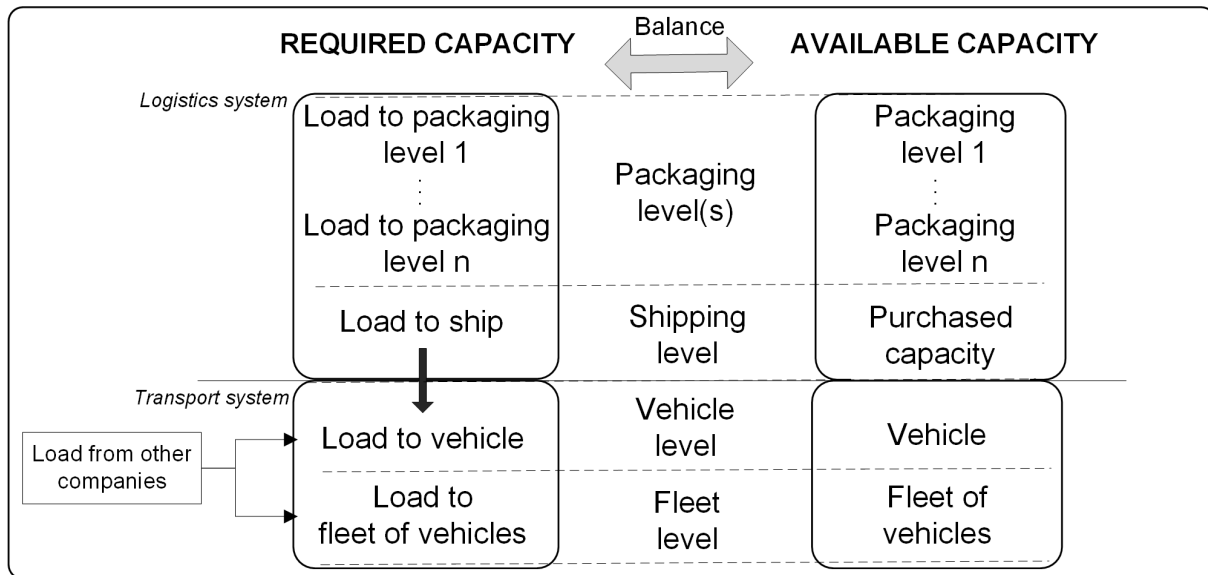 REQUIRED CAPACITY
Balance
AVAILABLE CAPACITY
Logistics system
Load to packaging
level 1
Load to packaging
level n
Packaging
level(s)
Packaging
level 1
Packaging
level n
Load to ship
Shipping
level
Purchased
capacity
Transport system
Load from other
companies
Load to vehicle
Vehicle
level
Vehicle
Load to
fleet of vehicles
Fleet
level
Fleet of
vehicles